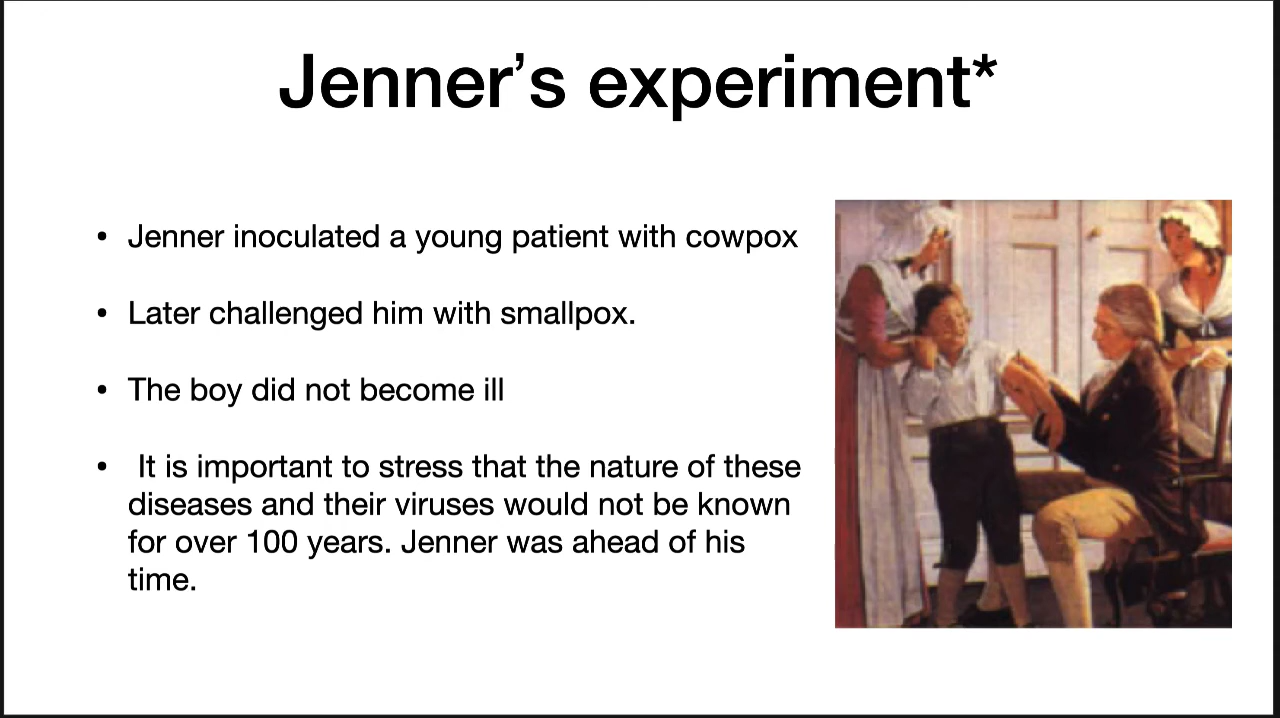 Jenner’s experiment*
• Jenner inoculated a young patient with cowpox
• Later challenged him with smallpox.
• The boy did not become ill
• It is important to stress that the nature of these
diseases and their viruses would not be known
for over 100 years. Jenner was ahead of his
time.